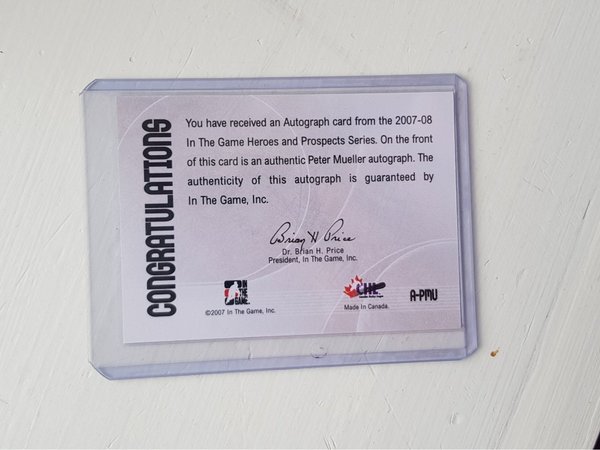 CONGRATULATIONS
You have received an Autograph card from the 2007-08
In The Game Heroes and Prospects Series. On the front
of this card is an authentic Peter Mueller autograph. The
authenticity of this autograph is guaranteed by
In The Game, Inc.
Brian H Price
Dr. Brian H. Price
President, In The Game, Inc.
IN
THE
GAME
©2007 In The Game, Inc.
CHL
Made In Canada.
A-PMU